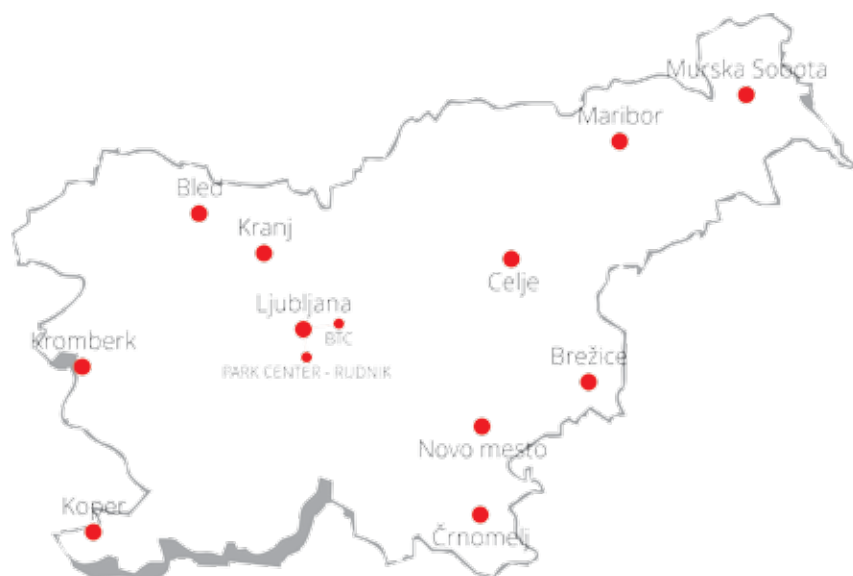 Murska Sobota
Maribor
Bled
Kranj
Celje
Ljubljana
BTC
Kromberk
PARK CENTER - RUDNIK
Brežice
Novo mesto
Koper
Črnomelj